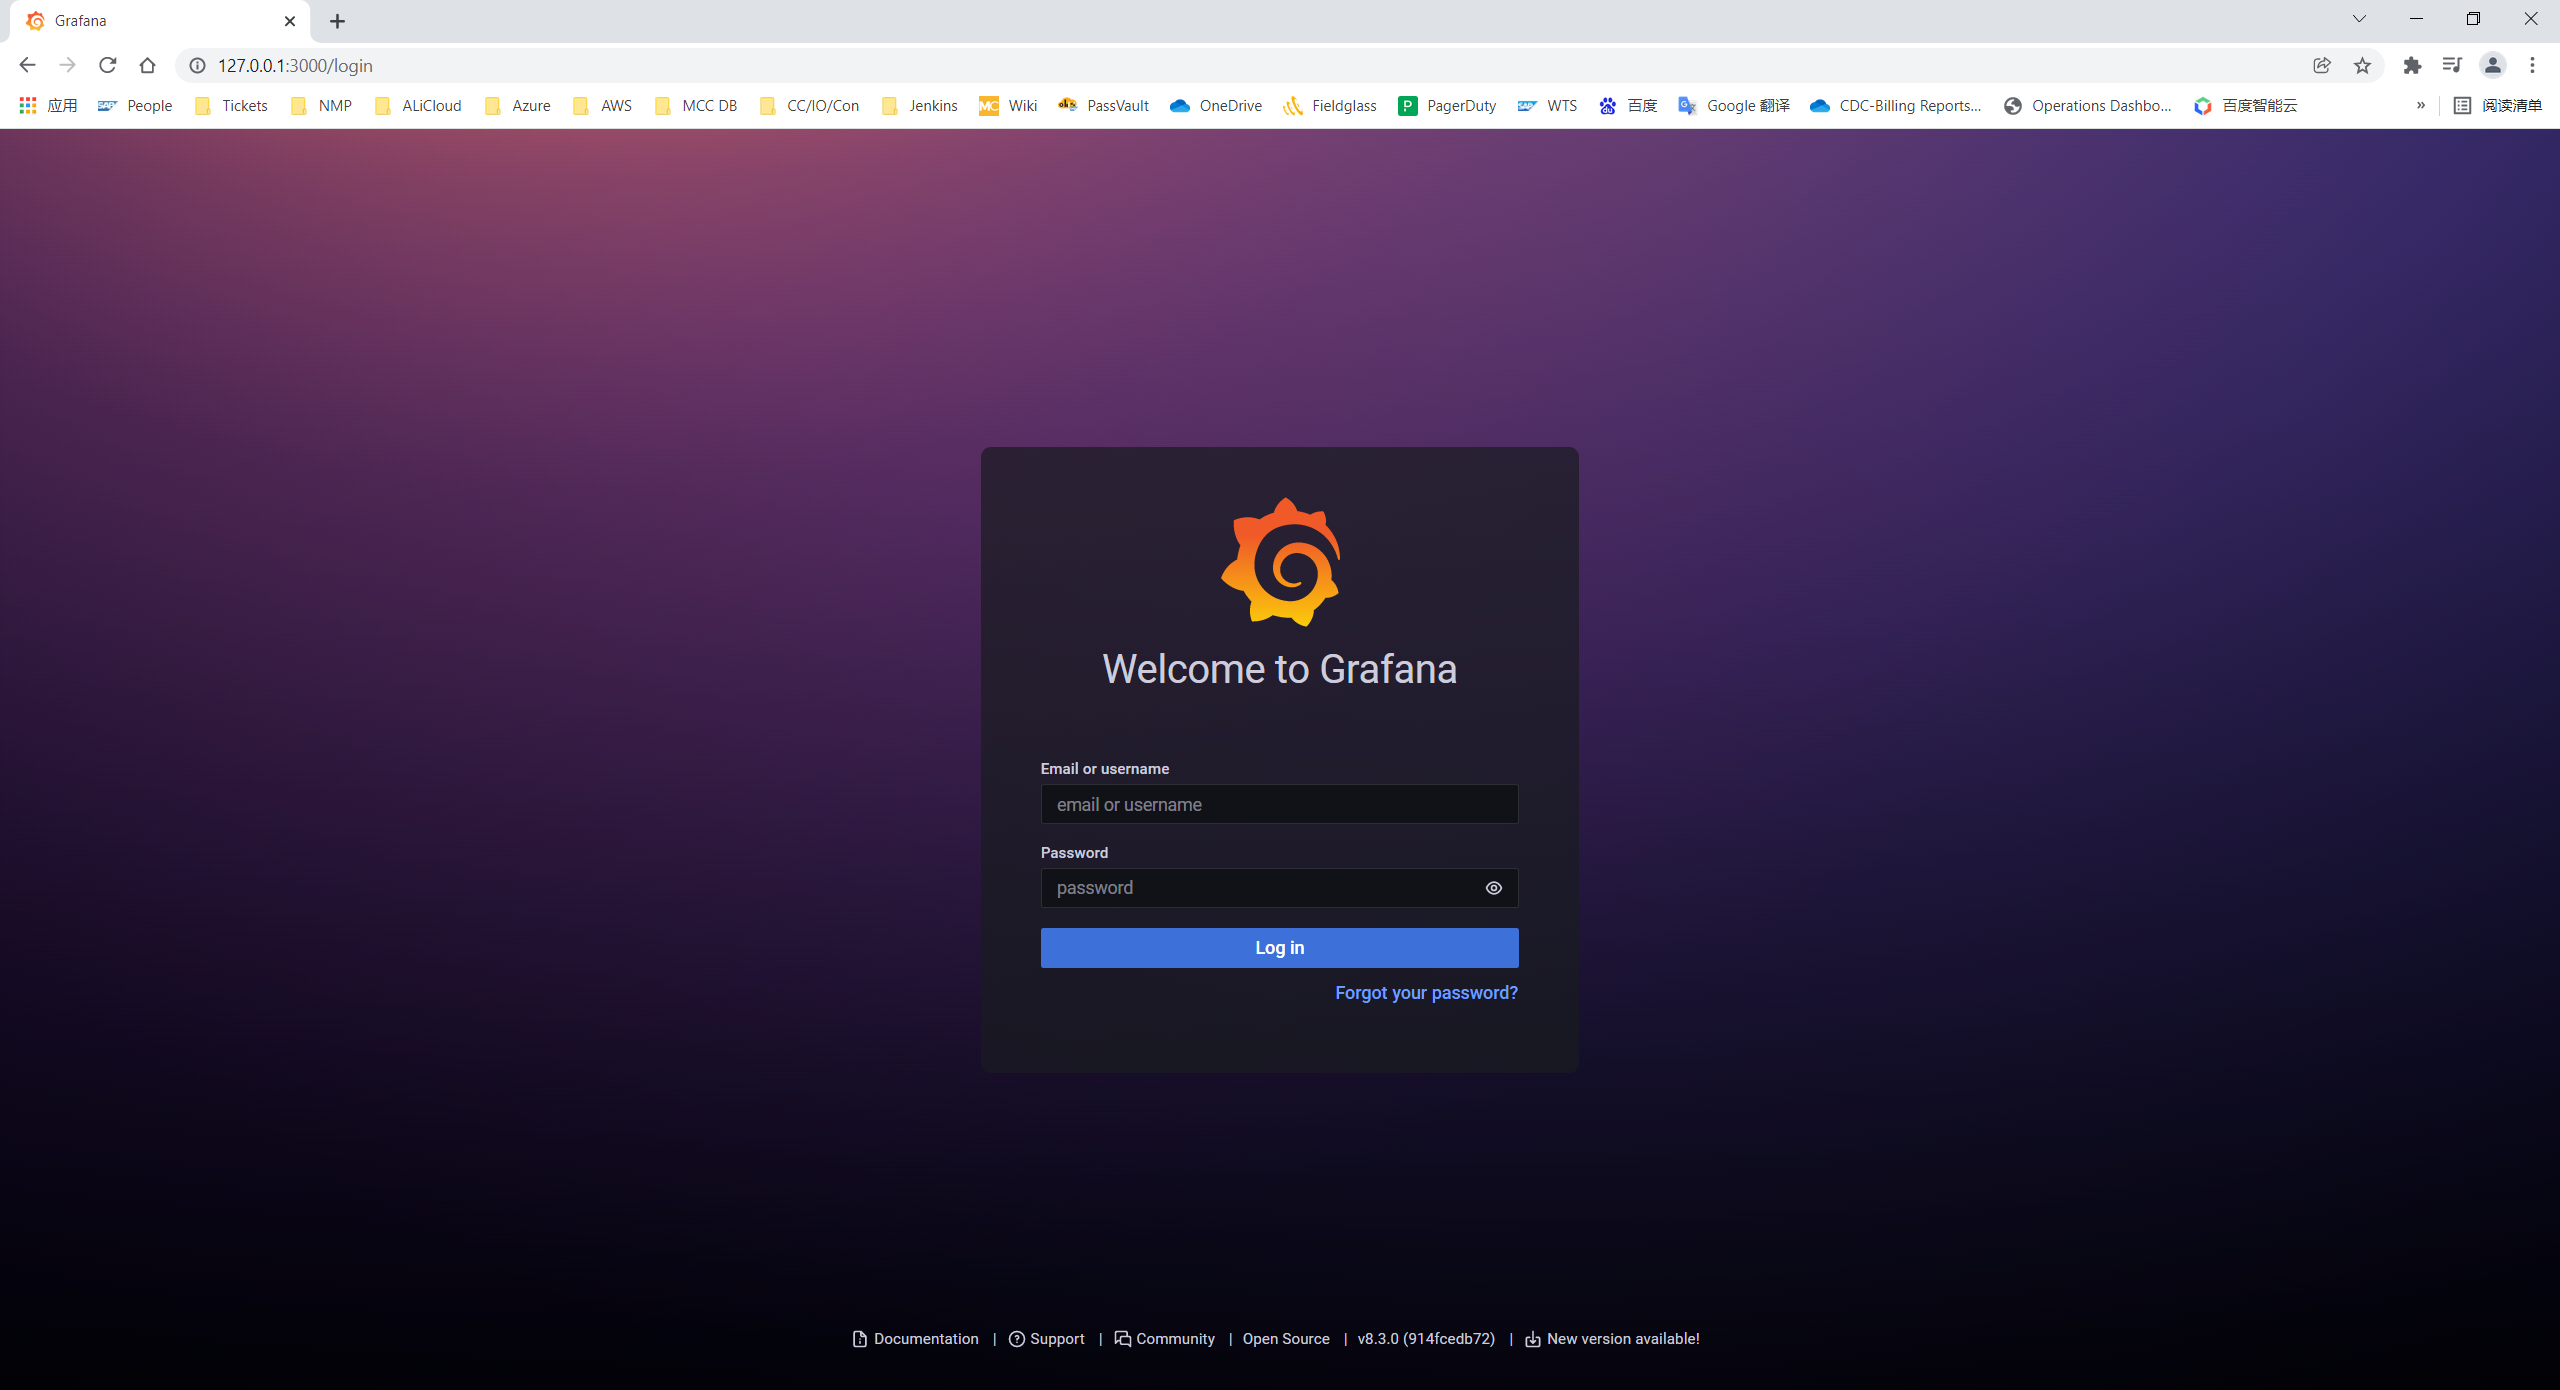 Grafana
127.0.0.1:3000/login
应用 People Tickets NMP ALiCloud Azure AWS MCC DB CC/IO/Con Jenkins Wiki PassVault OneDrive Fieldglass PagerDuty WTS 百度 Google 翻译 CDC-Billing Reports... Operations Dashbo... 百度智能云 » 阅读清单
Welcome to Grafana
Email or username
email or username
Password
password
Log in
Forgot your password?
Documentation | Support | Community | Open Source | v8.3.0 (914fcedb72) | New version available!